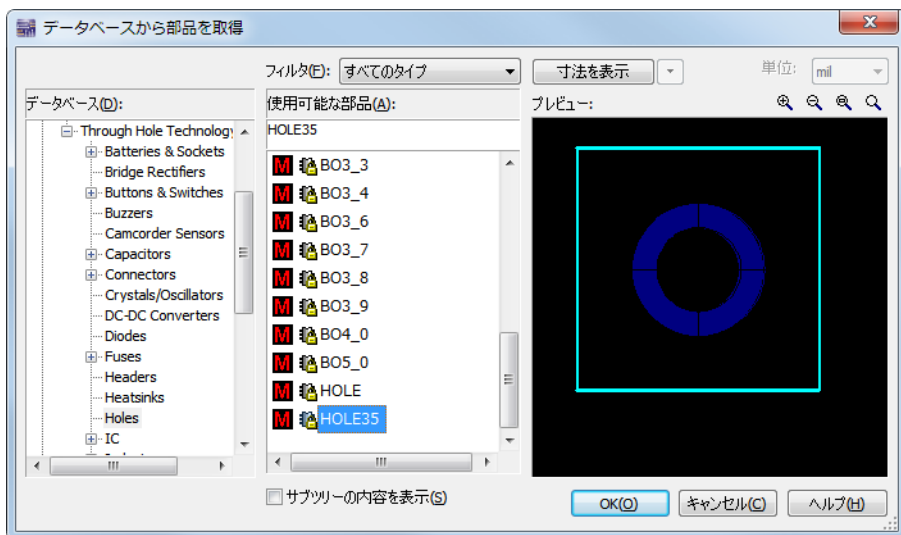 データベースから部品を取得
フィルタ(F): すべてのタイプ
寸法を表示
単位: mil
データベース(D):
使用可能な部品(A):
プレビュー:
HOLE35
Through Hole Technology
Batteries & Sockets
Bridge Rectifiers
Buttons & Switches
Buzzers
Camcorder Sensors
Capacitors
Connectors
Crystals/Oscillators
DC-DC Converters
Diodes
Fuses
Headers
Heatsinks
Holes
IC
M BO3_3
M BO3_4
M BO3_6
M BO3_7
M BO3_8
M BO3_9
M BO4_0
M BO5_0
M HOLE
M HOLE35
サブツリーの内容を表示(S)
OK(O)
キャンセル(C)
ヘルプ(H)